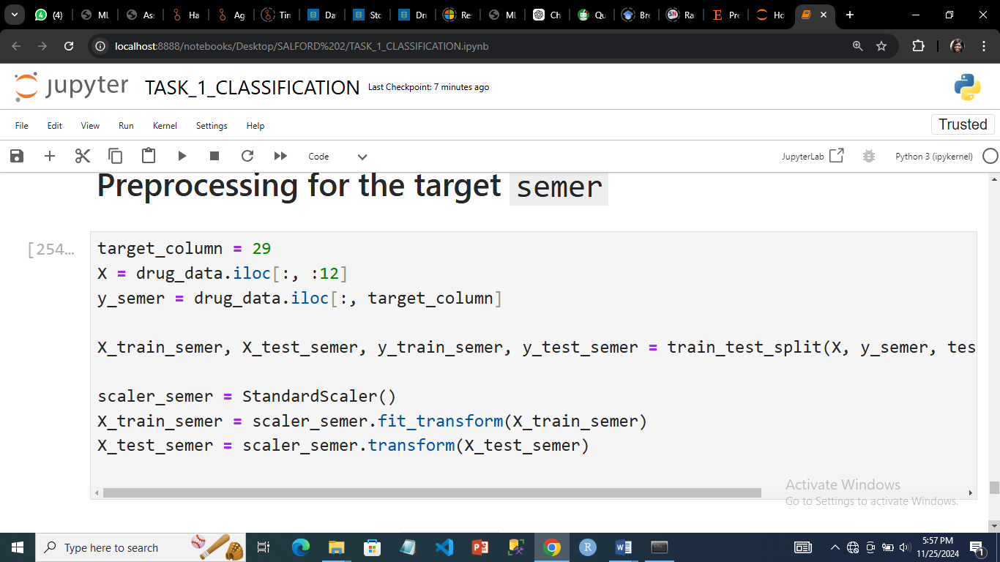 (4)
ML
Ass
Ha
Ag
Tin
Dat
Sto
Dru
Re
ML
Ch
Qu
Bre
Ra
Pre
Ho
localhost:8888/notebooks/Desktop/SALFORD%202/TASK_1_CLASSIFICATION.ipynb
jupyter TASK_1_CLASSIFICATION Last Checkpoint: 7 minutes ago
File Edit View Run Kernel Settings Help Trusted
Code JupyterLab Python 3 (ipykernel)
Preprocessing for the target semer
[254…
target_column = 29
X = drug_data.iloc[:, :12]
y_semer = drug_data.iloc[:, target_column]
X_train_semer, X_test_semer, y_train_semer, y_test_semer = train_test_split(X, y_semer, tes
scaler_semer = StandardScaler()
X_train_semer = scaler_semer.fit_transform(X_train_semer)
X_test_semer = scaler_semer.transform(X_test_semer)
Activate Windows
Go to Settings to activate Windows.
Type here to search
5:57 PM
11/25/2024
1